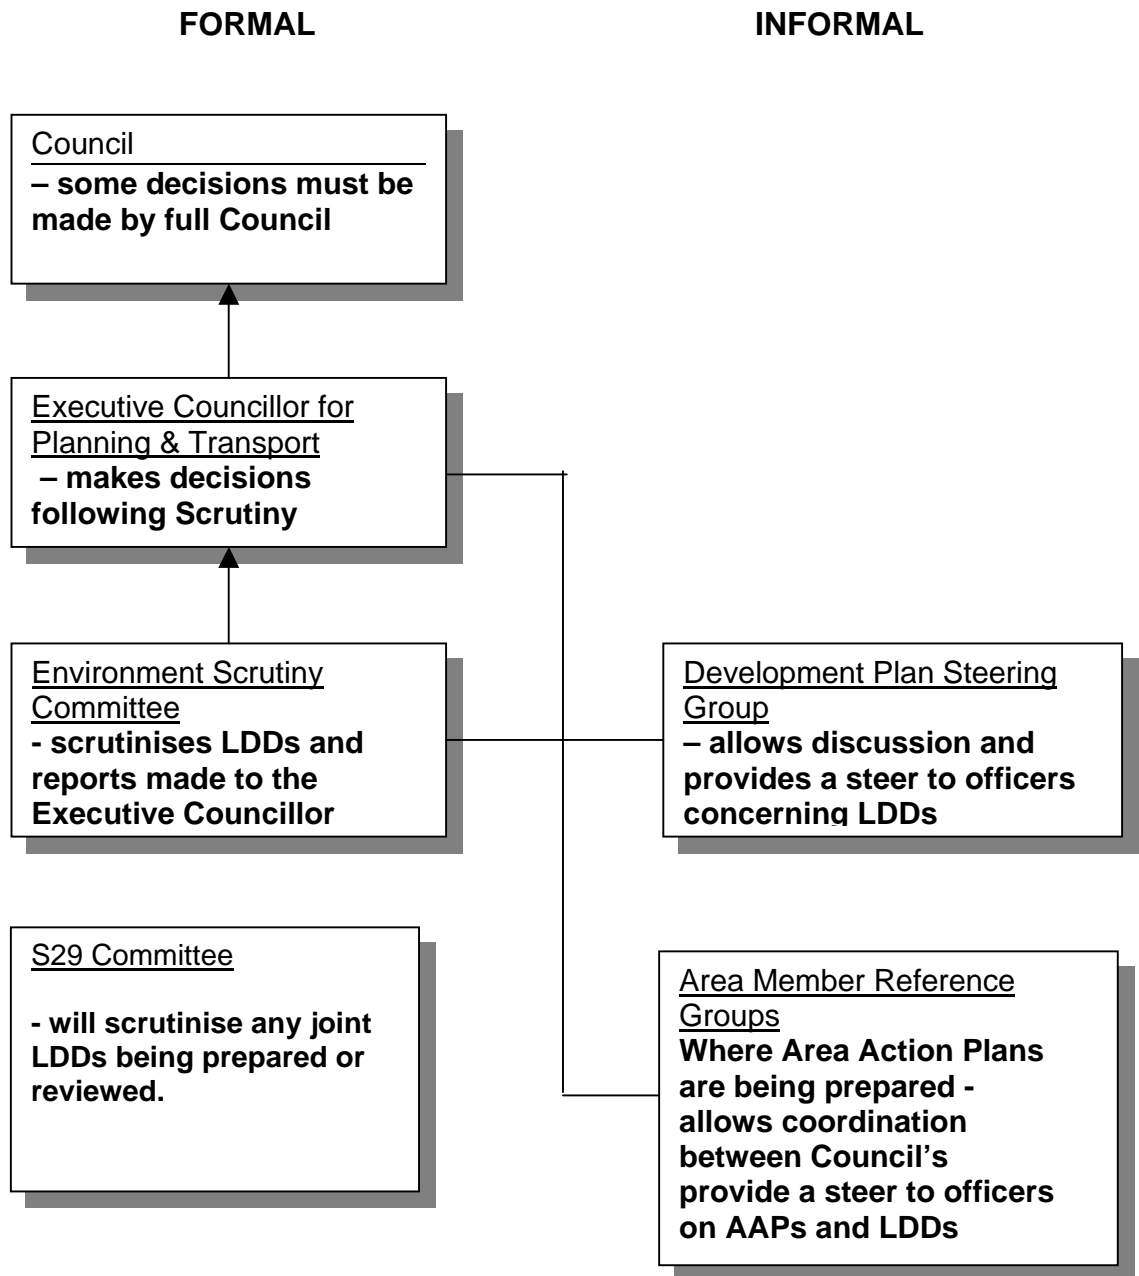 FORMAL
INFORMAL
Council
– some decisions must be
made by full Council
Executive Councillor for
Planning & Transport
– makes decisions
following Scrutiny
Environment Scrutiny
Committee
- scrutinises LDDs and
reports made to the
Executive Councillor
Development Plan Steering
Group
– allows discussion and
provides a steer to officers
concerning LDDs
S29 Committee
- will scrutinise any joint
LDDs being prepared or
reviewed.
Area Member Reference
Groups
Where Area Action Plans
are being prepared -
allows coordination
between Council's
provide a steer to officers
on AAPs and LDDs